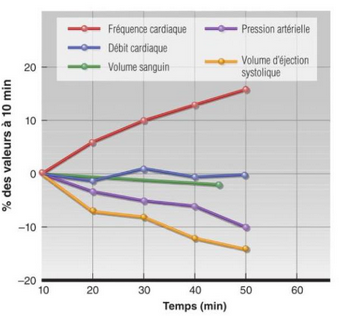 Fréquence cardiaque
Débit cardiaque
Volume sanguin
Pression artérielle
Volume d'éjection
systolique
% des valeurs à 10 min
20
10
0
–10
–20
10
20
30
40
50
60
Temps (min)